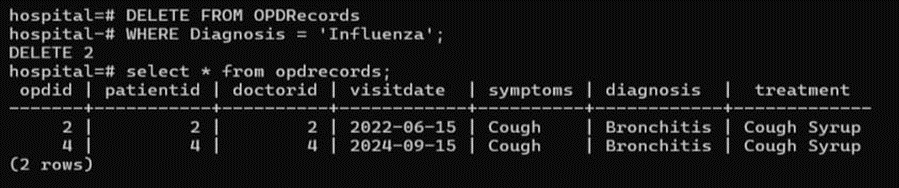 hospital=# DELETE FROM OPDRecords
hospital-# WHERE Diagnosis = 'Influenza';
DELETE 2
hospital=# select * from opdrecords;
 opdid | patientid | doctorid | visitdate  | symptoms | diagnosis  |  treatment
-------+-----------+----------+------------+----------+------------+-------------
     2 |         2 |        2 | 2022-06-15 | Cough    | Bronchitis | Cough Syrup
     4 |         4 |        4 | 2024-09-15 | Cough    | Bronchitis | Cough Syrup
(2 rows)